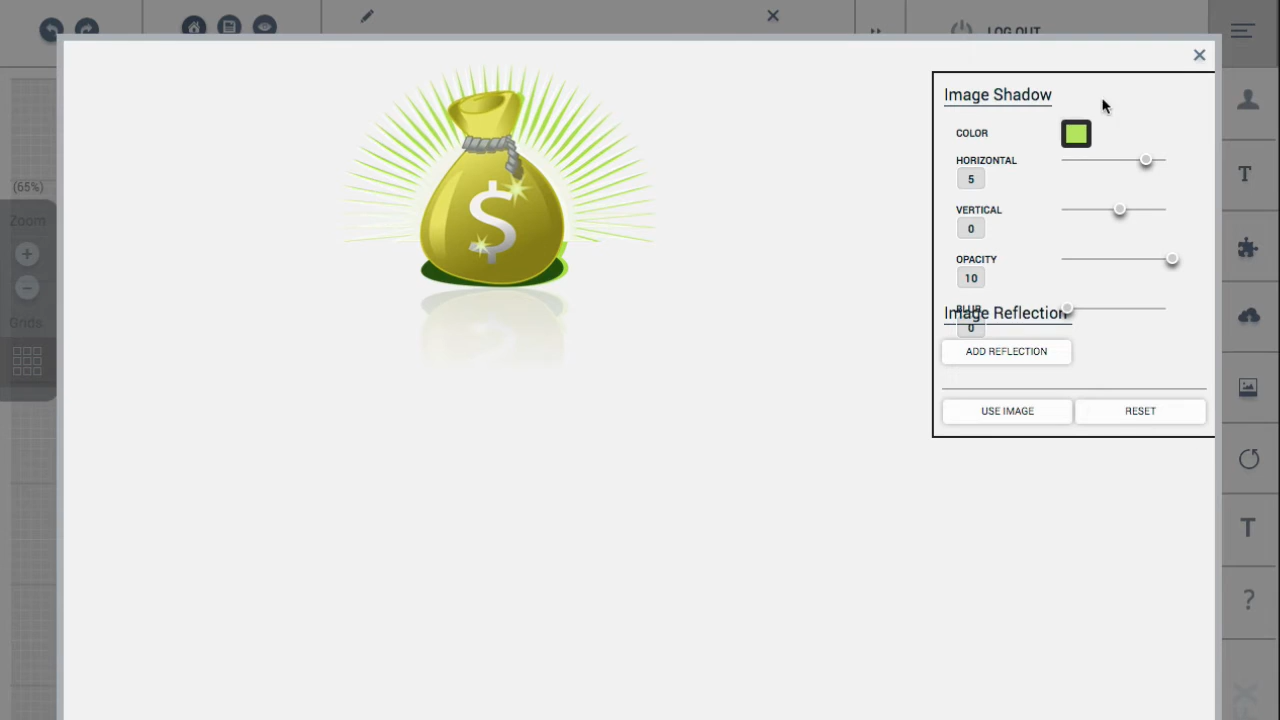 LOG OUT
Image Shadow
COLOR
HORIZONTAL
5
VERTICAL
0
OPACITY
10
BLUR
0
Image Reflection
ADD REFLECTION
USE IMAGE
RESET
(65%)
Zoom
+
−
Grids
$
T
T
?